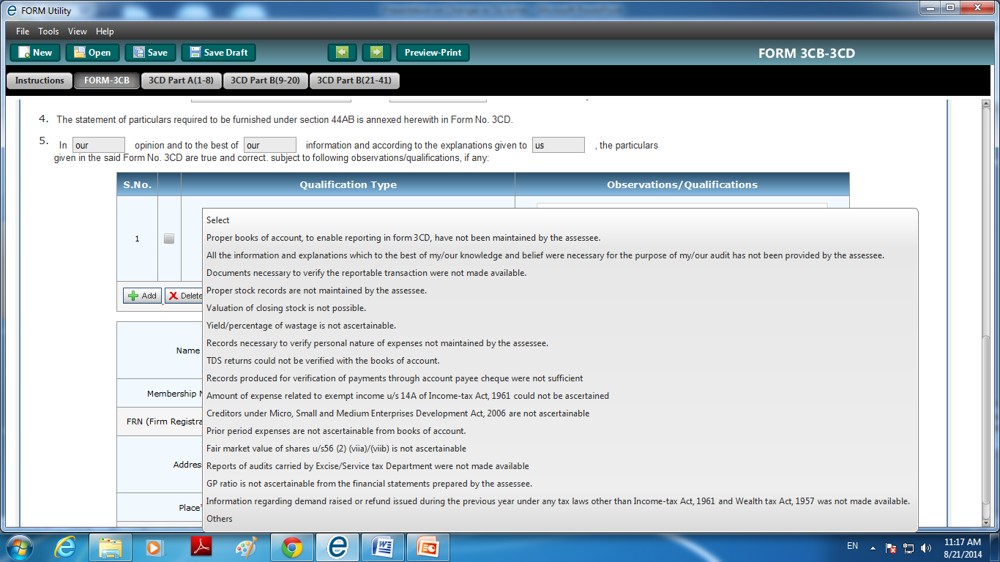 FORM Utility
File Tools View Help
New Open Save Save Draft Preview-Print FORM 3CB-3CD
Instructions FORM-3CB 3CD Part A(1-8) 3CD Part B(9-20) 3CD Part B(21-41)
4. The statement of particulars required to be furnished under section 44AB is annexed herewith in Form No. 3CD.
5. In our opinion and to the best of our information and according to the explanations given to us , the particulars
given in the said Form No. 3CD are true and correct. subject to following observations/qualifications, if any:
S.No. Qualification Type Observations/Qualifications
1
Select
Proper books of account, to enable reporting in form 3CD, have not been maintained by the assessee.
All the information and explanations which to the best of my/our knowledge and belief were necessary for the purpose of my/our audit has not been provided by the assessee.
Documents necessary to verify the reportable transaction were not made available.
Proper stock records are not maintained by the assessee.
Add Delete
Valuation of closing stock is not possible.
Yield/percentage of wastage is not ascertainable.
Records necessary to verify personal nature of expenses not maintained by the assessee.
Name
TDS returns could not be verified with the books of account.
Records produced for verification of payments through account payee cheque were not sufficient
Membership
Amount of expense related to exempt income u/s 14A of Income-tax Act, 1961 could not be ascertained
Creditors under Micro, Small and Medium Enterprises Development Act, 2006 are not ascertainable
FRN (Firm Registra
Prior period expenses are not ascertainable from books of account.
Fair market value of shares u/s56 (2) (viia)/(viib) is not ascertainable
Addres
Reports of audits carried by Excise/Service tax Department were not made available
GP ratio is not ascertainable from the financial statements prepared by the assessee.
Information regarding demand raised or refund issued during the previous year under any tax laws other than Income-tax Act, 1961 and Wealth tax Act, 1957 was not made available.
Place
Others
EN 11:17 AM
8/21/2014